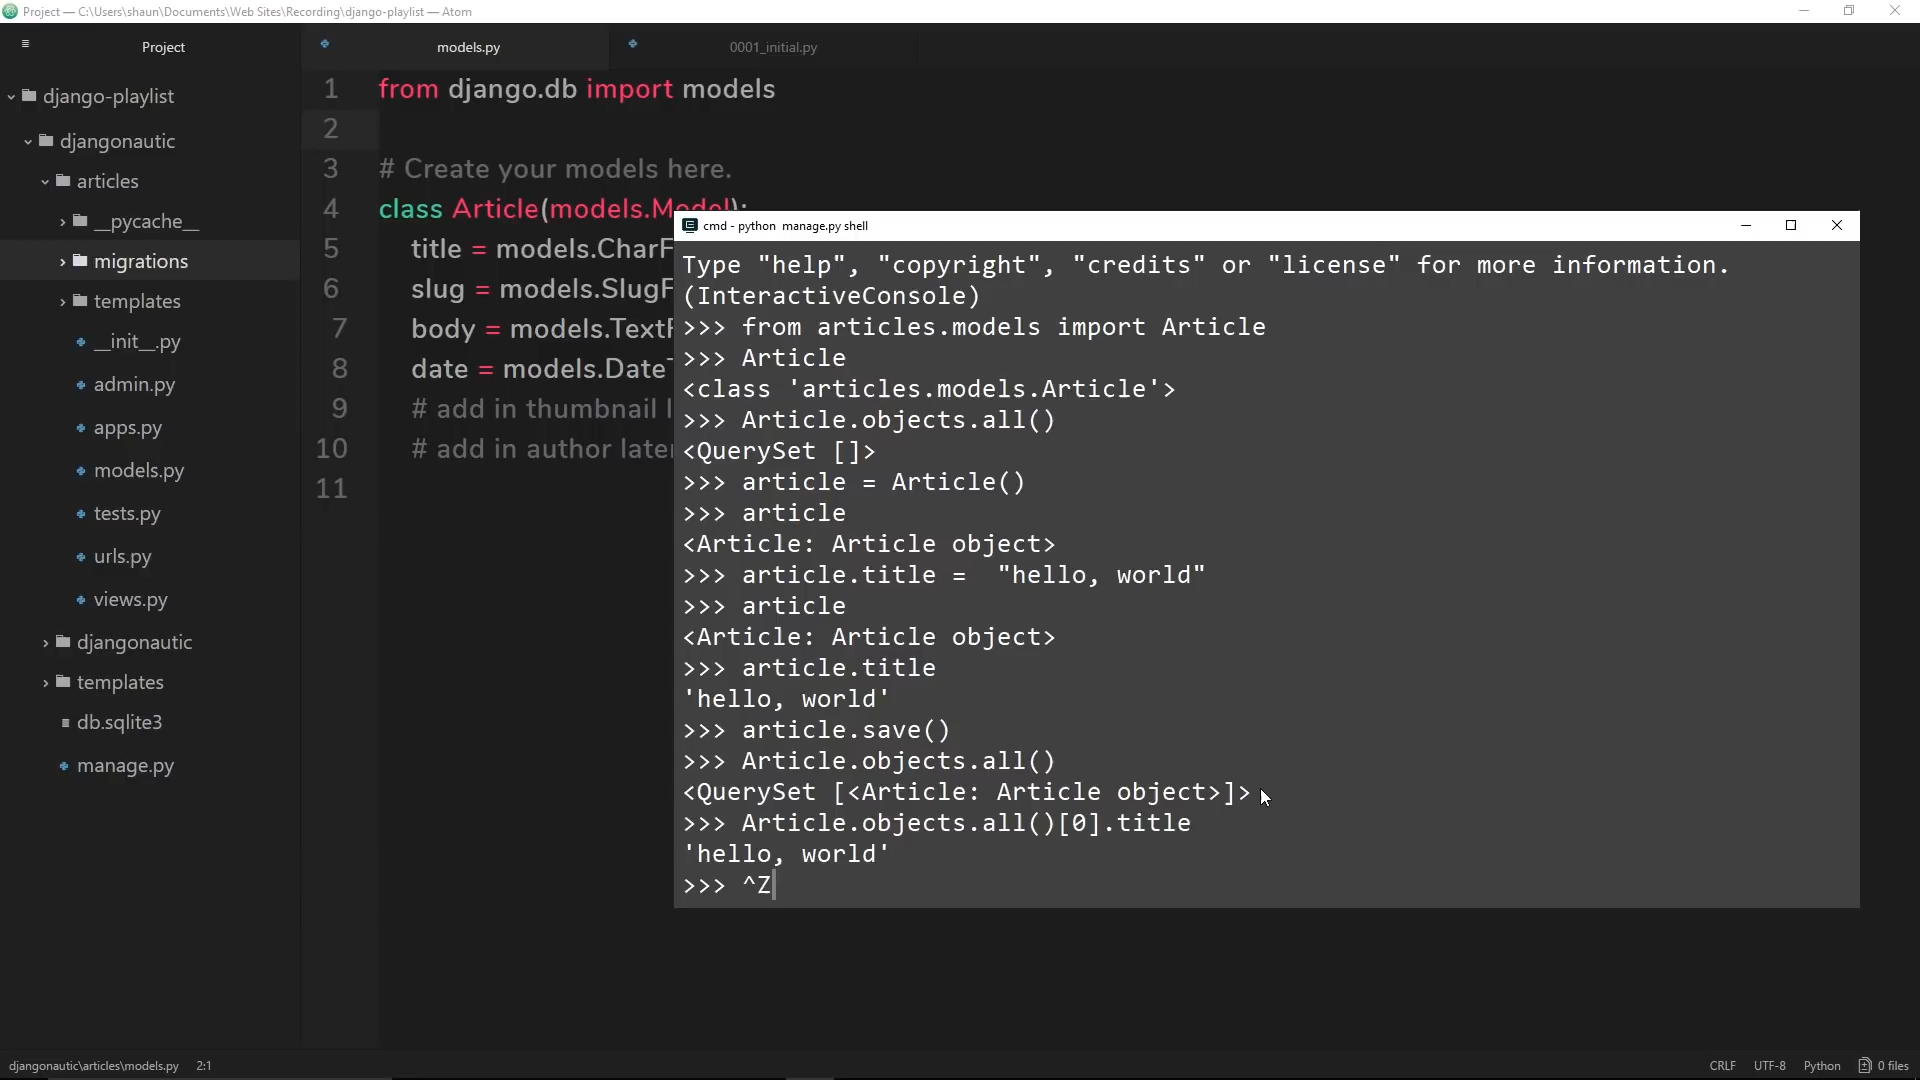 Project — C:\Users\shaun\Documents\Web Sites\Recording\django-playlist — Atom
Project
models.py
0001_initial.py
django-playlist
djangonautic
articles
__pycache__
migrations
templates
__init__.py
admin.py
apps.py
models.py
tests.py
urls.py
views.py
djangonautic
templates
db.sqlite3
manage.py
1 from django.db import models
2
3 # Create your models here.
4 class Article(models.Model):
5 title = models.CharF
6 slug = models.SlugF
7 body = models.TextF
8 date = models.DateT
9 # add in thumbnail l
10 # add in author later
11
cmd - python manage.py shell
Type "help", "copyright", "credits" or "license" for more information.
(InteractiveConsole)
>>> from articles.models import Article
>>> Article
<class 'articles.models.Article'>
>>> Article.objects.all()
<QuerySet []>
>>> article = Article()
>>> article
<Article: Article object>
>>> article.title =  "hello, world"
>>> article
<Article: Article object>
>>> article.title
'hello, world'
>>> article.save()
>>> Article.objects.all()
<QuerySet [<Article: Article object>]>
>>> Article.objects.all()[0].title
'hello, world'
>>> ^Z
djangonautic\articles\models.py 2:1
CRLF UTF-8 Python 0 files